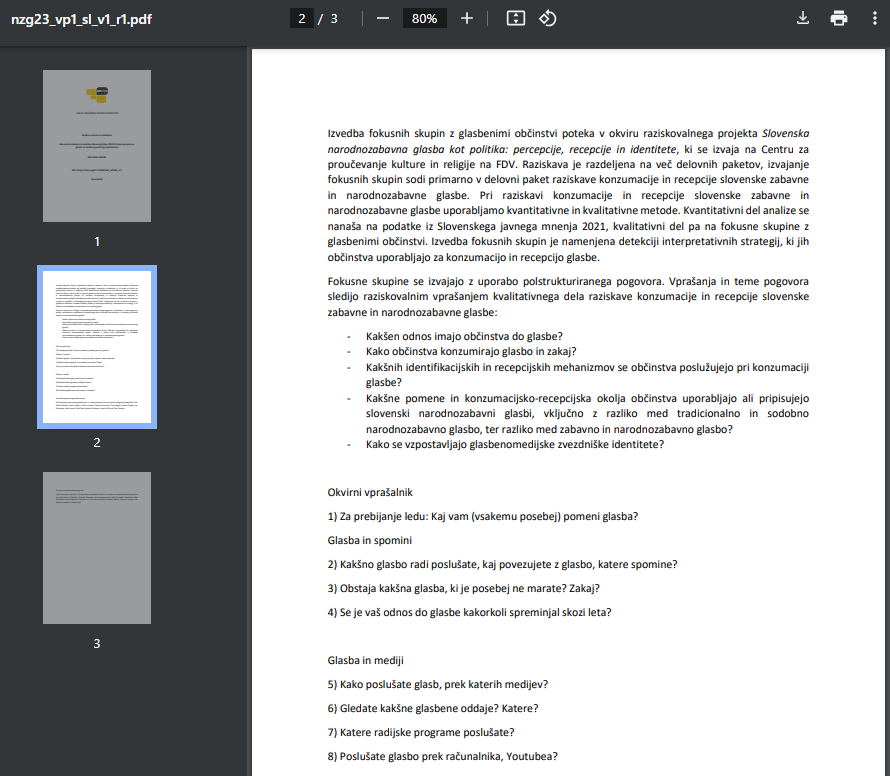 nzg23_vp1_sl_v1_r1.pdf
2 / 3
80%
1
2
3
Izvedba fokusnih skupin z glasbenimi občinstvi poteka v okviru raziskovalnega projekta Slovenska
narodnozabavna glasba kot politika: percepcije, recepcije in identitete, ki se izvaja na Centru za
proučevanje kulture in religije na FDV. Raziskava je razdeljena na več delovnih paketov, izvajanje
fokusnih skupin sodi primarno v delovni paket raziskave konzumacije in recepcije slovenske zabavne
in narodnozabavne glasbe. Pri raziskavi konzumacije in recepcije slovenske zabavne in
narodnozabavne glasbe uporabljamo kvantitativne in kvalitativne metode. Kvantitativni del analize se
nanaša na podatke iz Slovenskega javnega mnenja 2021, kvalitativni del pa na fokusne skupine z
glasbenimi občinstvi. Izvedba fokusnih skupin je namenjena detekciji interpretativnih strategij, ki jih
občinstva uporabljajo za konzumacijo in recepcijo glasbe.
Fokusne skupine se izvajajo z uporabo polstrukturiranega pogovora. Vprašanja in teme pogovora
sledijo raziskovalnim vprašanjem kvalitativnega dela raziskave konzumacije in recepcije slovenske
zabavne in narodnozabavne glasbe:
- Kakšen odnos imajo občinstva do glasbe?
- Kako občinstva konzumirajo glasbo in zakaj?
- Kakšnih identifikacijskih in recepcijskih mehanizmov se občinstva poslužujejo pri konzumaciji
glasbe?
- Kakšne pomene in konzumacijsko-recepcijska okolja občinstva uporabljajo ali pripisujejo
slovenski narodnozabavni glasbi, vključno z razliko med tradicionalno in sodobno
narodnozabavno glasbo, ter razliko med zabavno in narodnozabavno glasbo?
- Kako se vzpostavljajo glasbenomedijske zvezdniške identitete?
Okvirni vprašalnik
1) Za prebijanje ledu: Kaj vam (vsakemu posebej) pomeni glasba?
Glasba in spomini
2) Kakšno glasbo radi poslušate, kaj povezujete z glasbo, katere spomine?
3) Obstaja kakšna glasba, ki je posebej ne marate? Zakaj?
4) Se je vaš odnos do glasbe kakorkoli spreminjal skozi leta?
Glasba in mediji
5) Kako poslušate glasb, prek katerih medijev?
6) Gledate kakšne glasbene oddaje? Katere?
7) Katere radijske programe poslušate?
8) Poslušate glasbo prek računalnika, Youtubea?